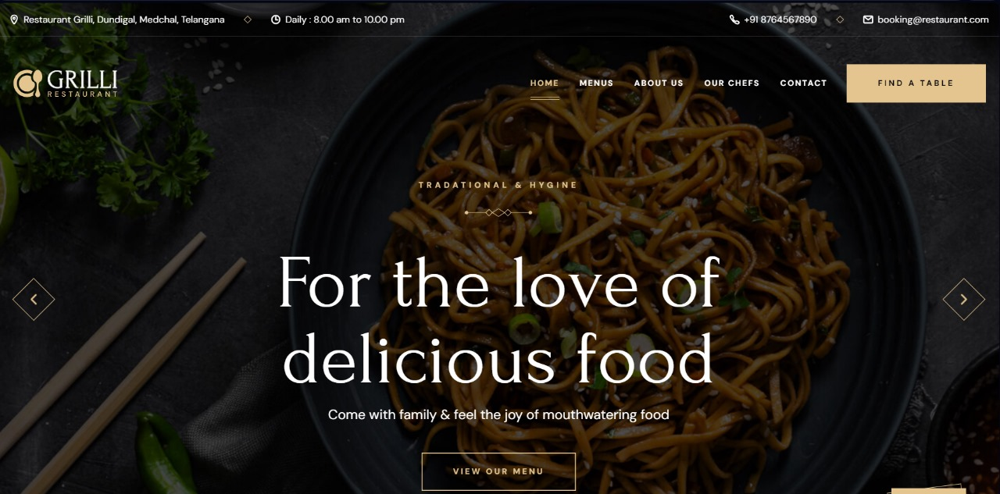 Restaurant Grilli, Dundigal, Medchal, Telangana
Daily : 8.00 am to 10.00 pm
+91 8764567890
booking@restaurant.com
GRILLI
RESTAURANT
HOME
MENUS
ABOUT US
OUR CHEFS
CONTACT
FIND A TABLE
TRADATIONAL & HYGINE
For the love of
delicious food
Come with family & feel the joy of mouthwatering food
VIEW OUR MENU